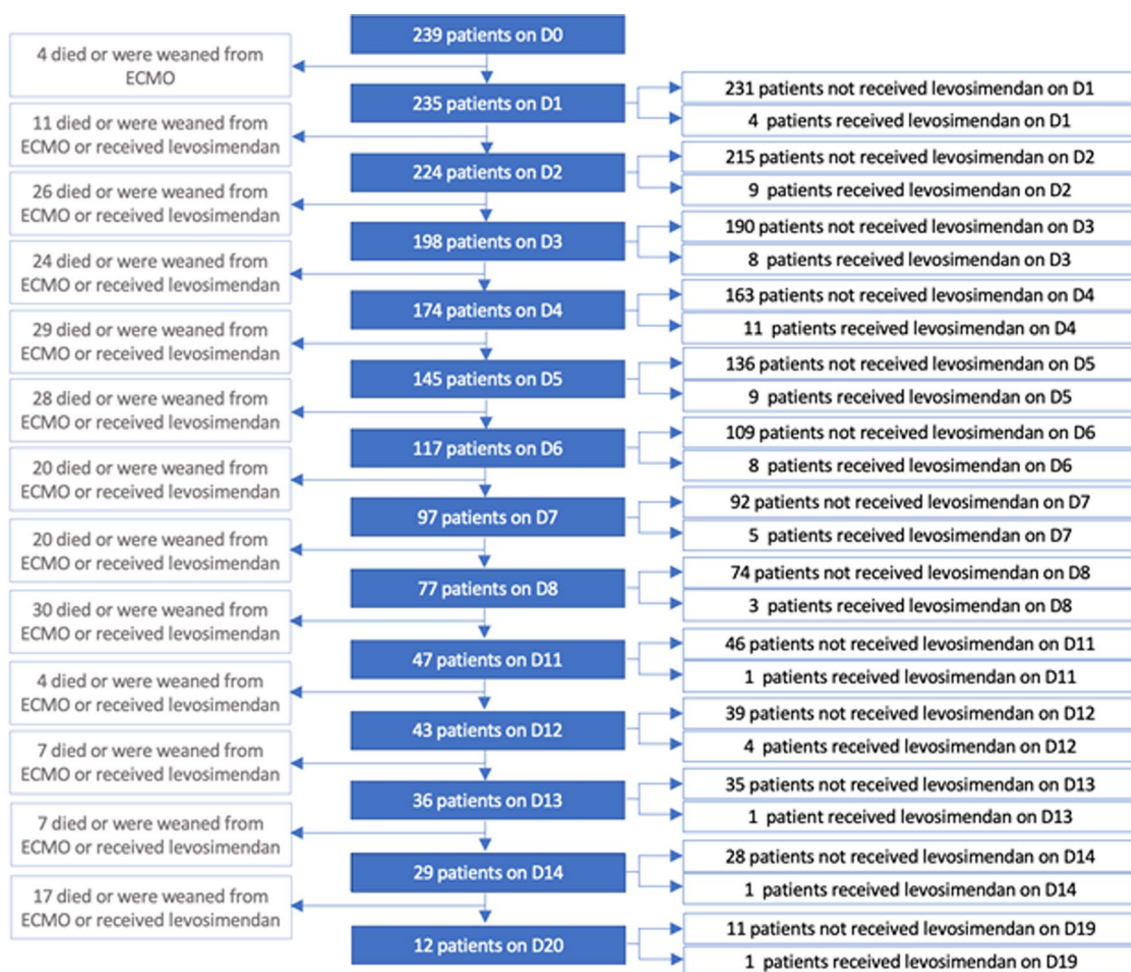 239 patients on D0
4 died or were weaned from
ECMO
235 patients on D1
231 patients not received levosimendan on D1
4 patients received levosimendan on D1
11 died or were weaned from
ECMO or received levosimendan
224 patients on D2
215 patients not received levosimendan on D2
9 patients received levosimendan on D2
26 died or were weaned from
ECMO or received levosimendan
198 patients on D3
190 patients not received levosimendan on D3
8 patients received levosimendan on D3
24 died or were weaned from
ECMO or received levosimendan
174 patients on D4
163 patients not received levosimendan on D4
11 patients received levosimendan on D4
29 died or were weaned from
ECMO or received levosimendan
145 patients on D5
136 patients not received levosimendan on D5
9 patients received levosimendan on D5
28 died or were weaned from
ECMO or received levosimendan
117 patients on D6
109 patients not received levosimendan on D6
8 patients received levosimendan on D6
20 died or were weaned from
ECMO or received levosimendan
97 patients on D7
92 patients not received levosimendan on D7
5 patients received levosimendan on D7
20 died or were weaned from
ECMO or received levosimendan
77 patients on D8
74 patients not received levosimendan on D8
3 patients received levosimendan on D8
30 died or were weaned from
ECMO or received levosimendan
47 patients on D11
46 patients not received levosimendan on D11
1 patients received levosimendan on D11
4 died or were weaned from
ECMO or received levosimendan
43 patients on D12
39 patients not received levosimendan on D12
4 patients received levosimendan on D12
7 died or were weaned from
ECMO or received levosimendan
36 patients on D13
35 patients not received levosimendan on D13
1 patient received levosimendan on D13
7 died or were weaned from
ECMO or received levosimendan
29 patients on D14
28 patients not received levosimendan on D14
1 patients received levosimendan on D14
17 died or were weaned from
ECMO or received levosimendan
12 patients on D20
11 patients not received levosimendan on D19
1 patients received levosimendan on D19